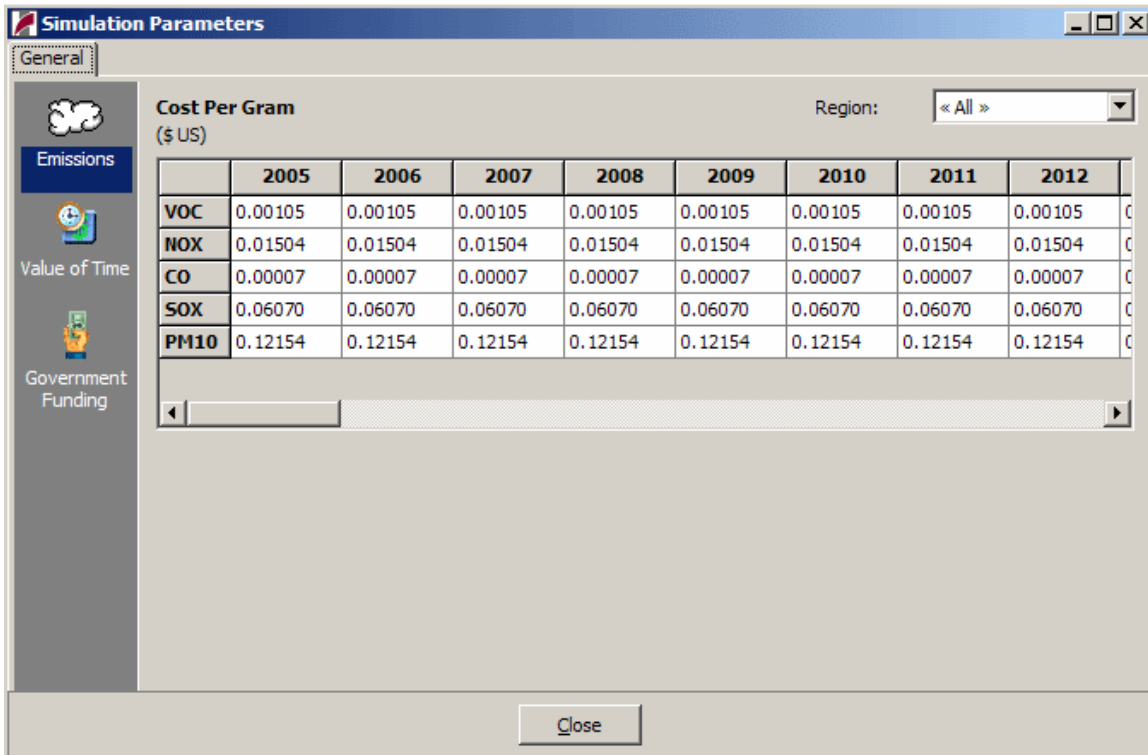 Simulation Parameters
General
Emissions
Value of Time
Government
Funding
Cost Per Gram
($ US)
Region: « All »
2005 2006 2007 2008 2009 2010 2011 2012
VOC 0.00105 0.00105 0.00105 0.00105 0.00105 0.00105 0.00105 0.00105
NOX 0.01504 0.01504 0.01504 0.01504 0.01504 0.01504 0.01504 0.01504
CO 0.00007 0.00007 0.00007 0.00007 0.00007 0.00007 0.00007 0.00007
SOX 0.06070 0.06070 0.06070 0.06070 0.06070 0.06070 0.06070 0.06070
PM10 0.12154 0.12154 0.12154 0.12154 0.12154 0.12154 0.12154 0.12154
Close